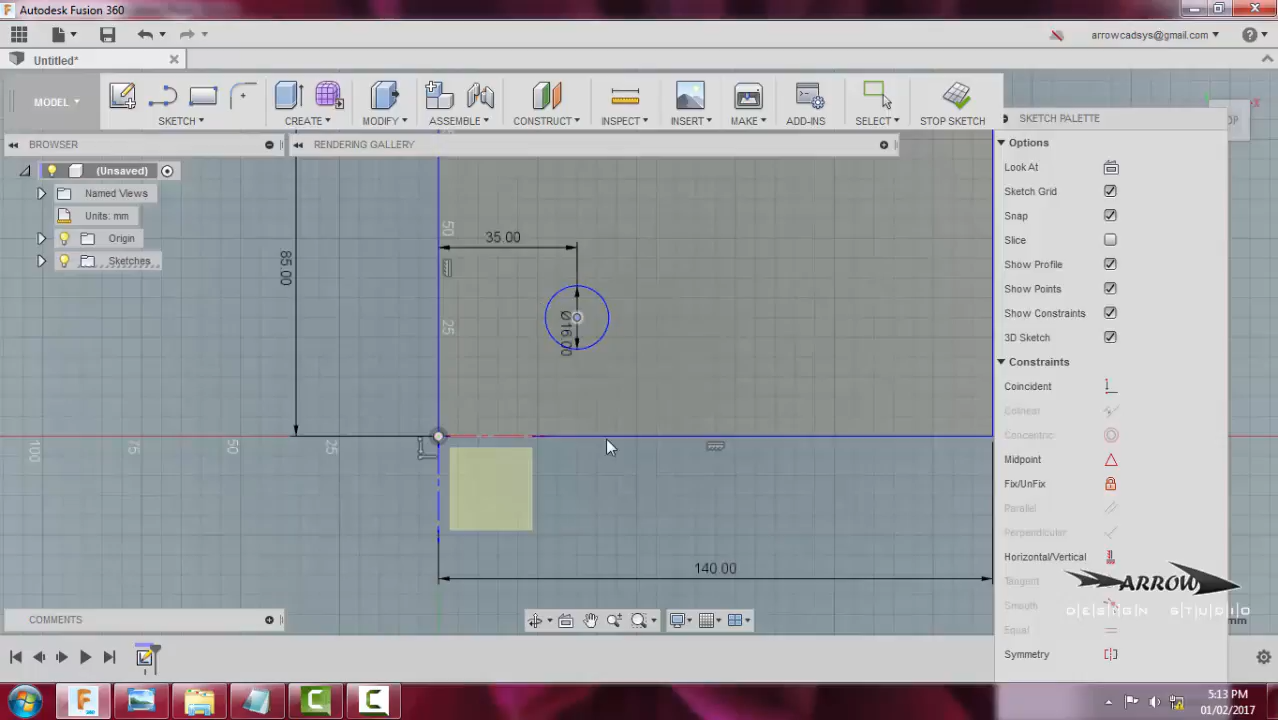 Autodesk Fusion 360
arrowcadsys@gmail.com
Untitled*
MODEL
SKETCH
CREATE
MODIFY
ASSEMBLE
CONSTRUCT
INSPECT
INSERT
MAKE
ADD-INS
SELECT
STOP SKETCH
BROWSER
RENDERING GALLERY
(Unsaved)
Named Views
Units: mm
Origin
Sketches
85.00
50
25
35.00
Ø16.00
100
75
50
25
140.00
SKETCH PALETTE
Options
Look At
Sketch Grid
Snap
Slice
Show Profile
Show Points
Show Constraints
3D Sketch
Constraints
Coincident
Colinear
Concentric
Midpoint
Fix/UnFix
Parallel
Perpendicular
Horizontal/Vertical
Tangent
Smooth
Equal
Symmetry
ARROW
DESIGN STUDIO
mm
COMMENTS
5:13 PM
01/02/2017